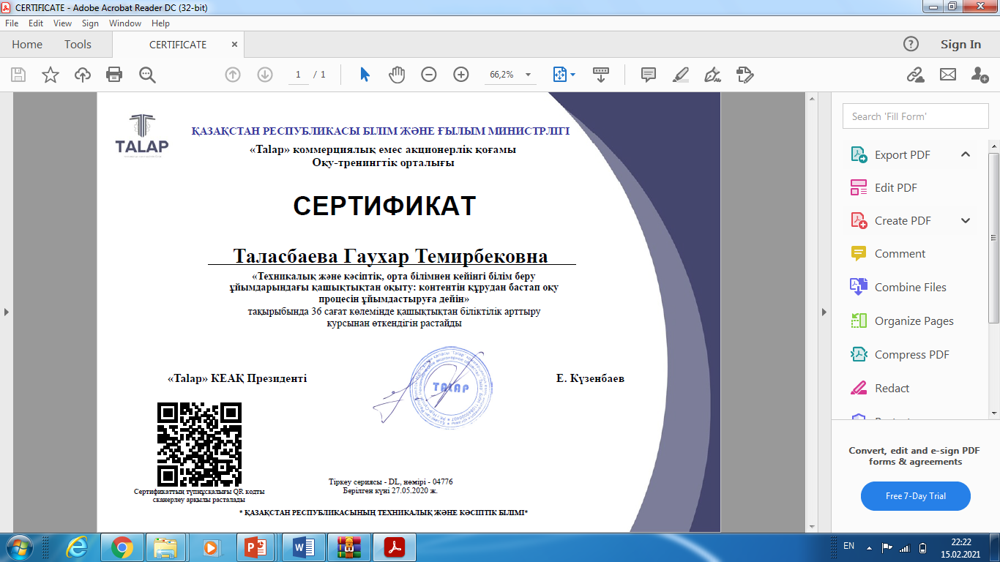 CERTIFICATE - Adobe Acrobat Reader DC (32-bit)
File Edit View Sign Window Help
Home Tools CERTIFICATE × ? Sign In
1 / 1 66,2%
TALAP
ҚАЗАҚСТАН РЕСПУБЛИКАСЫ БІЛІМ ЖӘНЕ ҒЫЛЫМ МИНИСТРЛІГІ
«Talap» коммерциялық емес акционерлік қоғамы
Оқу-тренингтік орталығы
СЕРТИФИКАТ
Таласбаева Гаухар Темирбековна
«Техникалық және кәсіптік, орта білімнен кейінгі білім беру
ұйымдарындағы қашықтықтан оқыту: контентін құрудан бастап оқу
процесін ұйымдастыруға дейін»
тақырыбында 36 сағат көлемінде қашықтықтан біліктілік арттыру
курсынан өткендігін растайды
«Talap» КЕАҚ Президенті
TALAP
Е. Күзенбаев
Сертификаттың түпнұсқалығы QR кодты
сканерлеу арқылы расталады
Тіркеу сериясы - DL, нөмірі - 04776
Берілген күні 27.05.2020 ж.
* ҚАЗАҚСТАН РЕСПУБЛИКАСЫНЫҢ ТЕХНИКАЛЫҚ ЖӘНЕ КӘСІПТІК БІЛІМІ*
Search 'Fill Form'
Export PDF
Edit PDF
Create PDF
Comment
Combine Files
Organize Pages
Compress PDF
Redact
Convert, edit and e-sign PDF
forms & agreements
Free 7-Day Trial
EN
22:22
15.02.2021